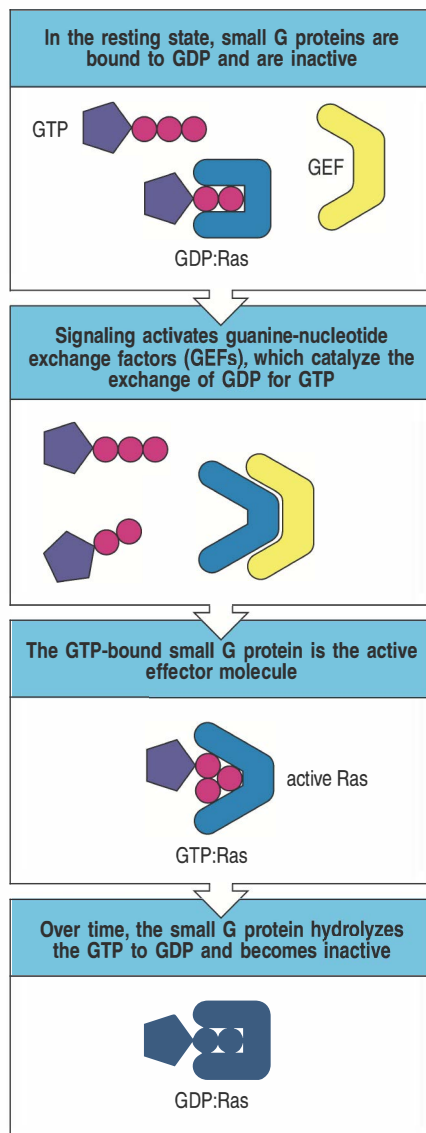 In the resting state, small G proteins are
bound to GDP and are inactive
GTP
GEF
GDP:Ras
Signaling activates guanine-nucleotide
exchange factors (GEFs), which catalyze the
exchange of GDP for GTP
The GTP-bound small G protein is the active
effector molecule
active Ras
GTP:Ras
Over time, the small G protein hydrolyzes
the GTP to GDP and becomes inactive
GDP:Ras